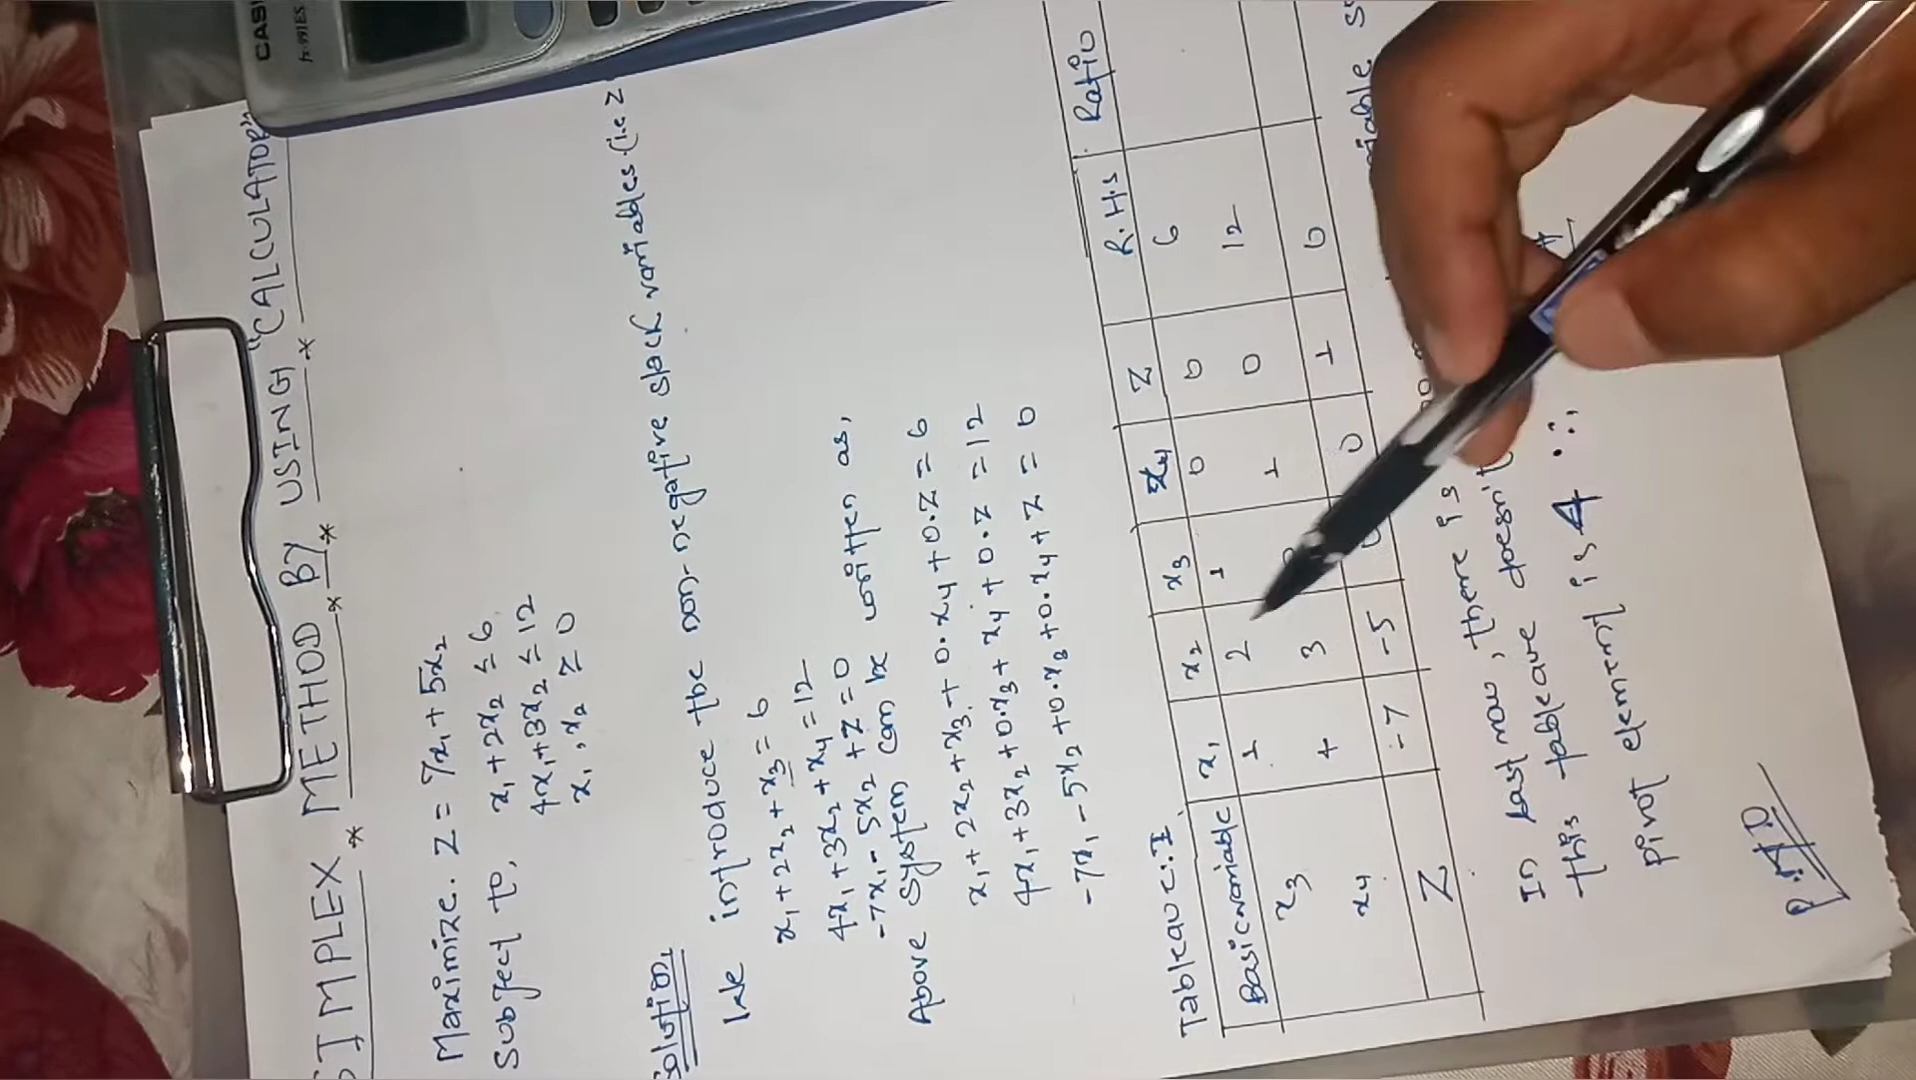 CASI
fx-991ES
SIMPLEX METHOD BY USING "CALCULATOR"
Maximize. Z = 7x₁ + 5x₂
Subject to, x₁ + 2x₂ ≤ 6
4x₁ + 3x₂ ≤ 12
x₁, x₂ ≥ 0
Solution,
We introduce the non-negative slack variables. (i.e. Z
x₁ + 2x₂ + x₃ = 6
4x₁ + 3x₂ + x₄ = 12
-7x₁ - 5x₂ + Z = 0
Above system can be written as,
x₁ + 2x₂ + x₃ + 0.x₄ + 0.Z = 6
4x₁ + 3x₂ + 0.x₃ + x₄ + 0.Z = 12
-7x₁ - 5x₂ + 0.x₃ + 0.x₄ + Z = 0
Tableau: I
Basic variable x₁ x₂ x₃ x₄ Z R.H.S Ratio
x₃ 1 2 1 0 0 6
x₄ 4 3 1 0 12
Z -7 -5 0 1 0
In last row, there is
this tableau doesn't
pivot element is 4 ∴